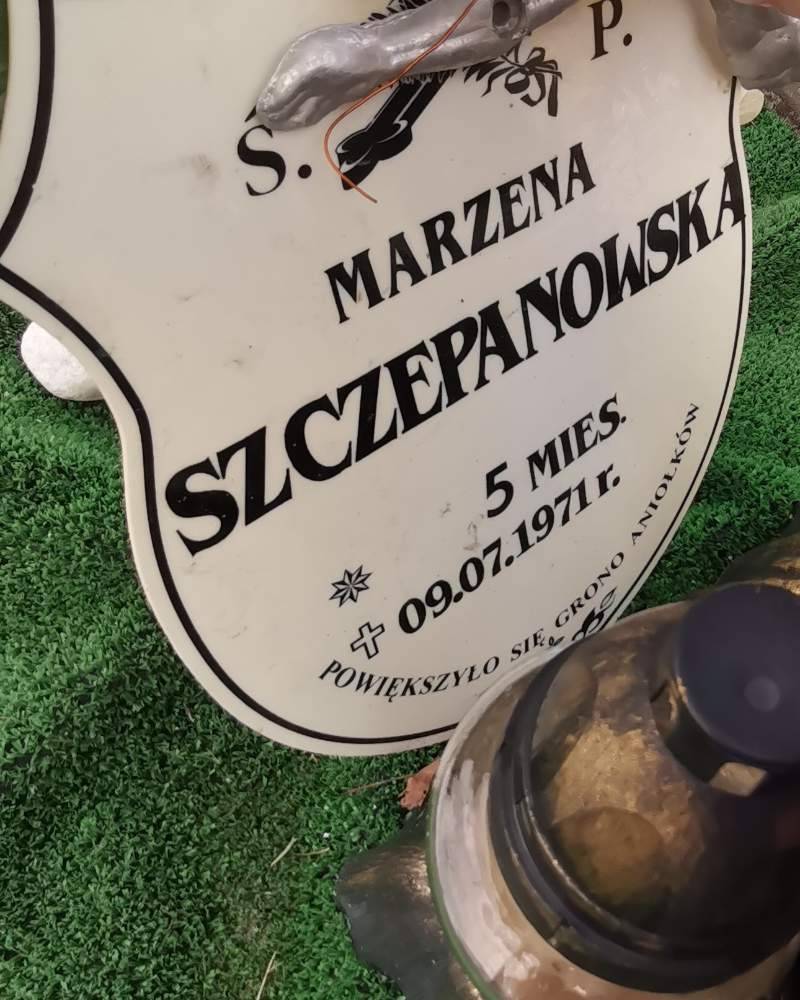 Ś. P.
MARZENA
SZCZEPANOWSKA
5 MIES.
09.07.1971 r.
POWIĘKSZYŁO SIĘ GRONO ANIOŁKÓW